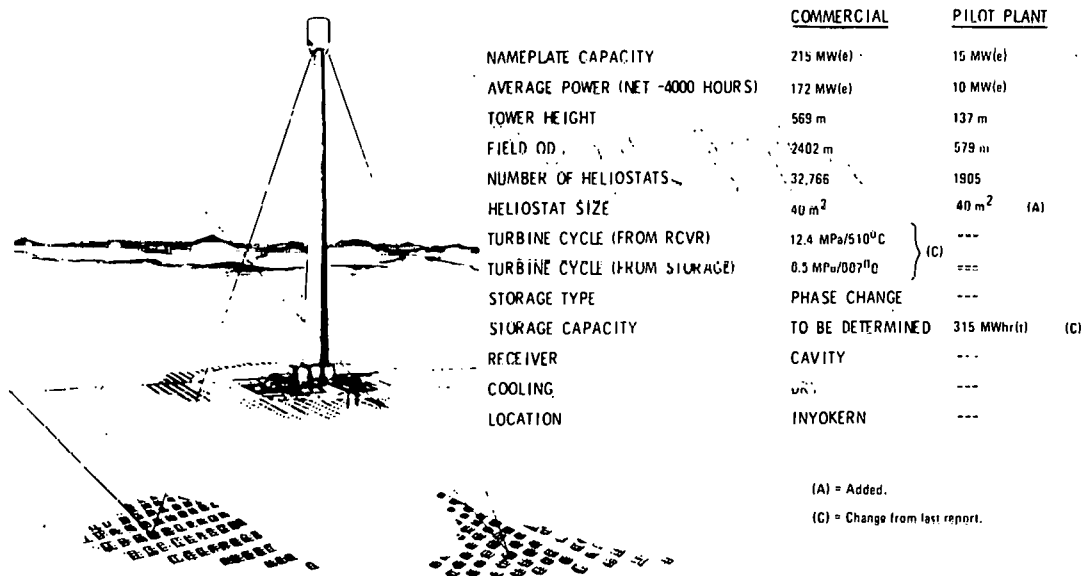 COMMERCIAL PILOT PLANT
NAMEPLATE CAPACITY 215 MW(e) 15 MW(e)
AVERAGE POWER (NET -4000 HOURS) 172 MW(e) 10 MW(e)
TOWER HEIGHT 569 m 137 m
FIELD OD 2402 m 579 m
NUMBER OF HELIOSTATS 32,766 1905
HELIOSTAT SIZE 40 m² 40 m² (A)
TURBINE CYCLE (FROM RCVR) 12.4 MPa/510⁰C (C) ---
TURBINE CYCLE (FROM STORAGE) ---
STORAGE TYPE PHASE CHANGE ---
STORAGE CAPACITY TO BE DETERMINED 315 MWhr(t) (C)
RECEIVER CAVITY ---
COOLING ---
LOCATION INYOKERN ---
(A) = Added.
(C) = Change from last report.